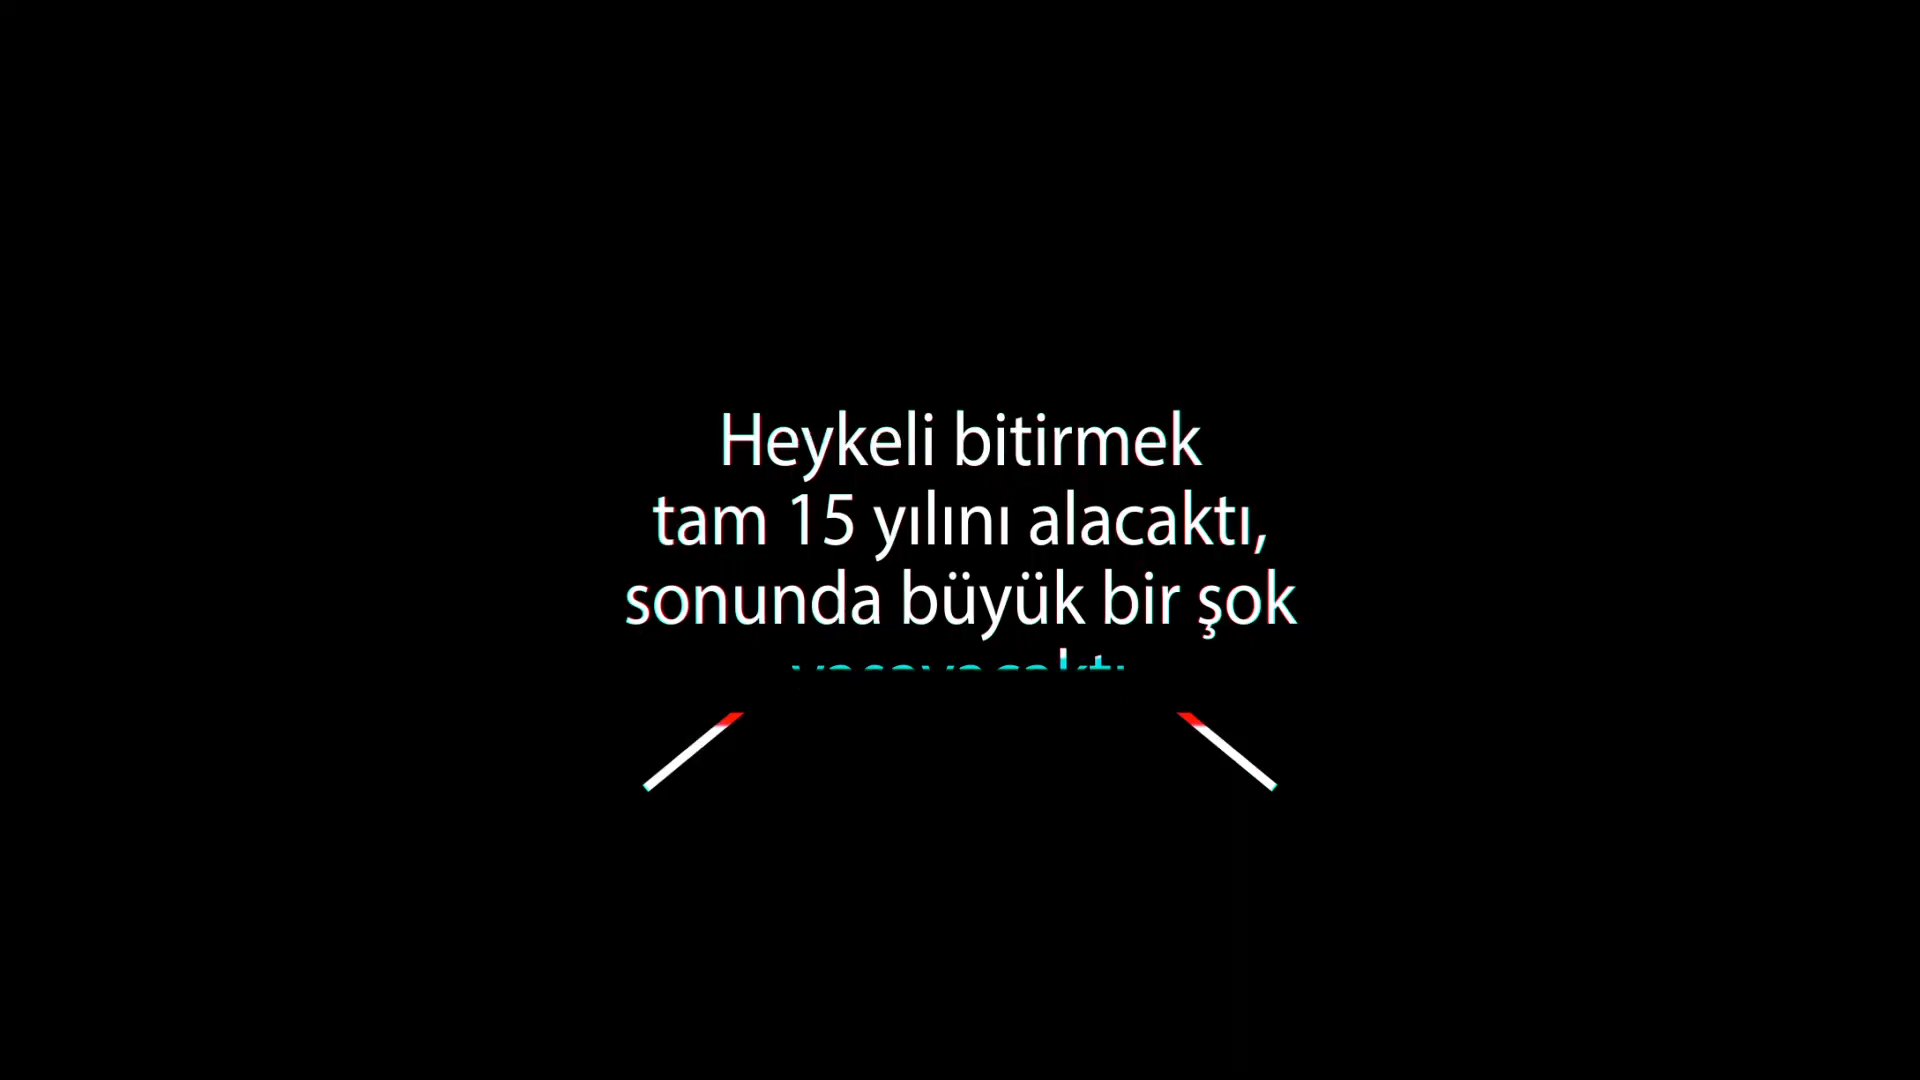 Heykeli bitirmek
tam 15 yılını alacaktı,
sonunda büyük bir şok